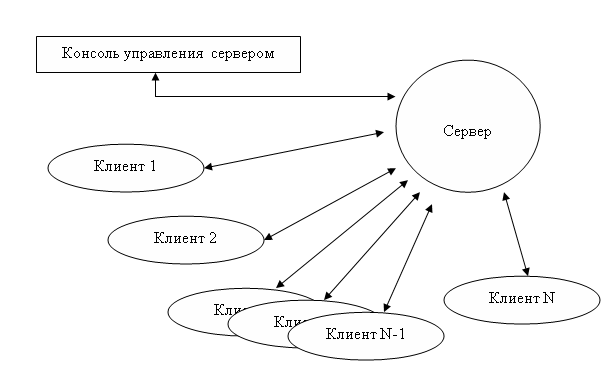 Консоль управления сервером
Сервер
Клиент 1
Клиент 2
Клиент N
Клиент N-1